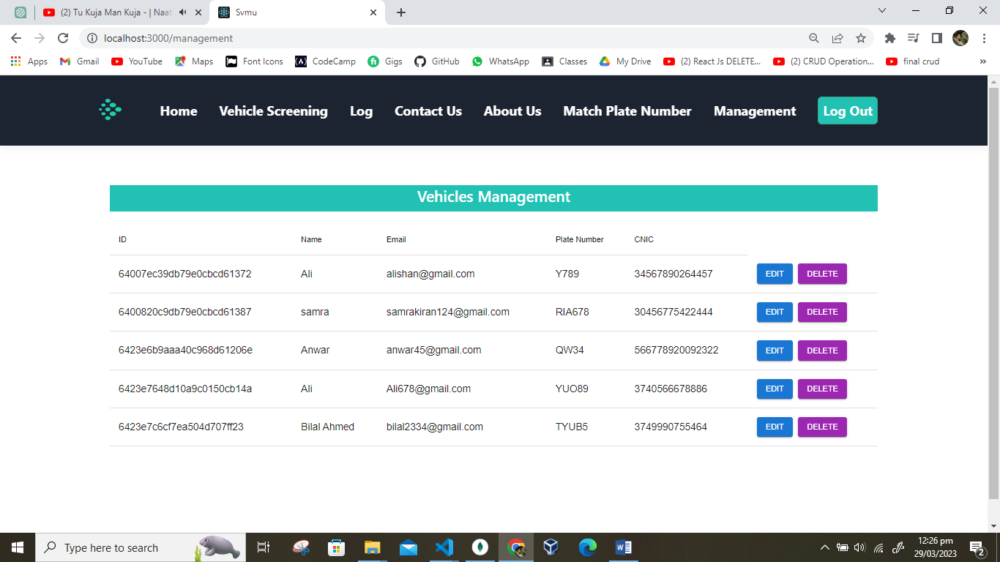 (2) Tu Kuja Man Kuja - | Naat
Svmu
localhost:3000/management
Apps Gmail YouTube Maps Font Icons CodeCamp Gigs GitHub WhatsApp Classes My Drive (2) React Js DELETE... (2) CRUD Operation... final crud »
Home Vehicle Screening Log Contact Us About Us Match Plate Number Management Log Out
Vehicles Management
ID Name Email Plate Number CNIC
64007ec39db79e0cbcd61372 Ali alishan@gmail.com Y789 34567890264457 EDIT DELETE
6400820c9db79e0cbcd61387 samra samrakiran124@gmail.com RIA678 30456775422444 EDIT DELETE
6423e6b9aaa40c968d61206e Anwar anwar45@gmail.com QW34 566778920092322 EDIT DELETE
6423e7648d10a9c0150cb14a Ali Ali678@gmail.com YUO89 3740566678886 EDIT DELETE
6423e7c6cf7ea504d707ff23 Bilal Ahmed bilal2334@gmail.com TYUB5 3749990755464 EDIT DELETE
Type here to search
12:26 pm
29/03/2023
2